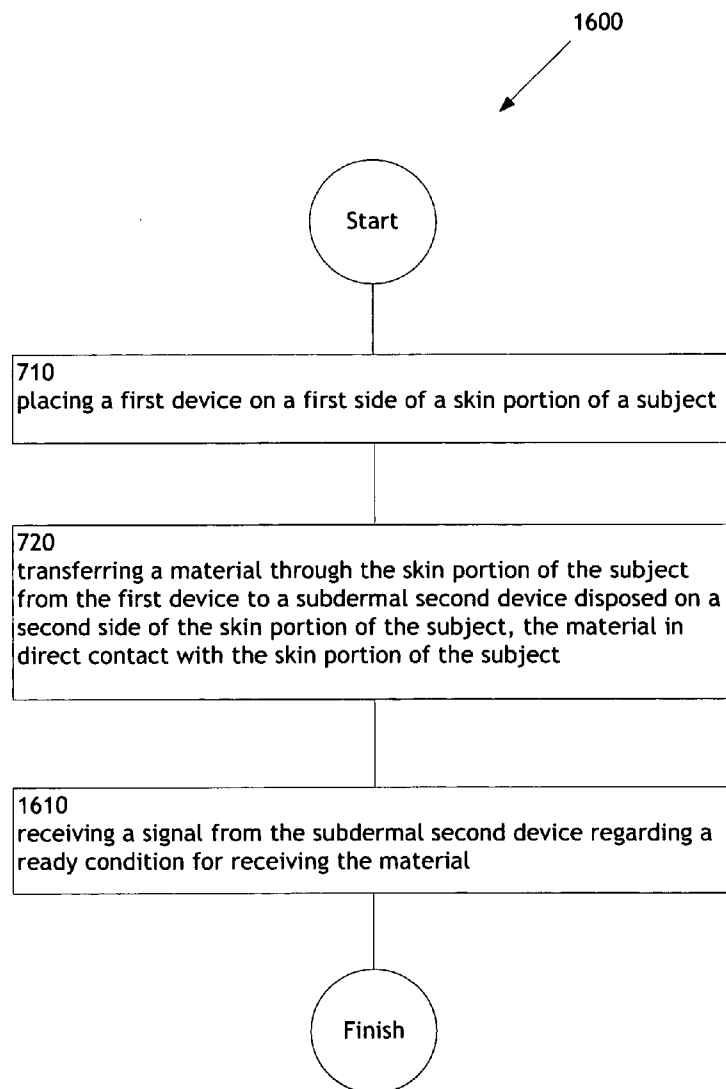 1600
Start
710
placing a first device on a first side of a skin portion of a subject
720
transferring a material through the skin portion of the subject
from the first device to a subdermal second device disposed on a
second side of the skin portion of the subject, the material in
direct contact with the skin portion of the subject
1610
receiving a signal from the subdermal second device regarding a
ready condition for receiving the material
Finish